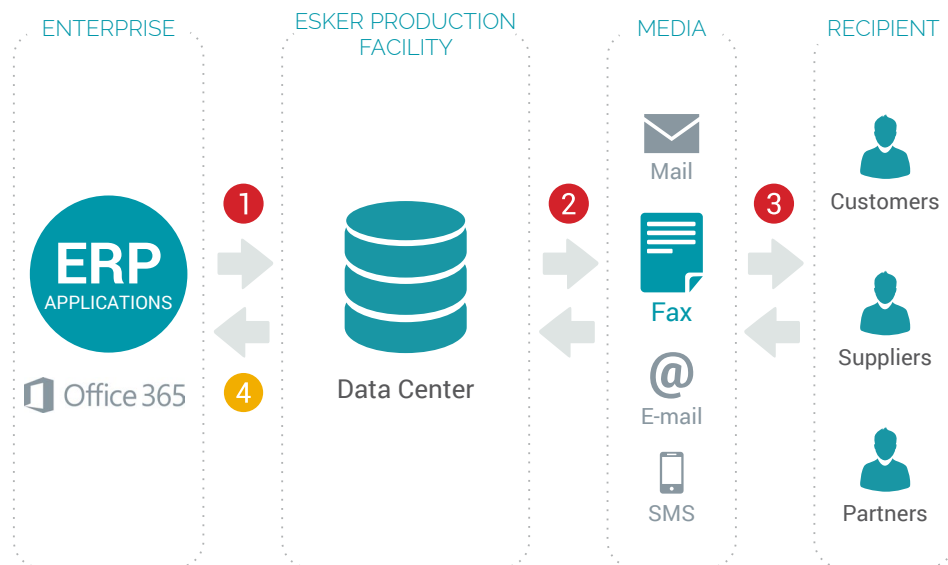 ENTERPRISE
ESKER PRODUCTION
FACILITY
MEDIA
RECIPIENT
ERP
APPLICATIONS
Office 365
1
4
Data Center
2
Mail
Fax
@
E-mail
SMS
3
Customers
Suppliers
Partners